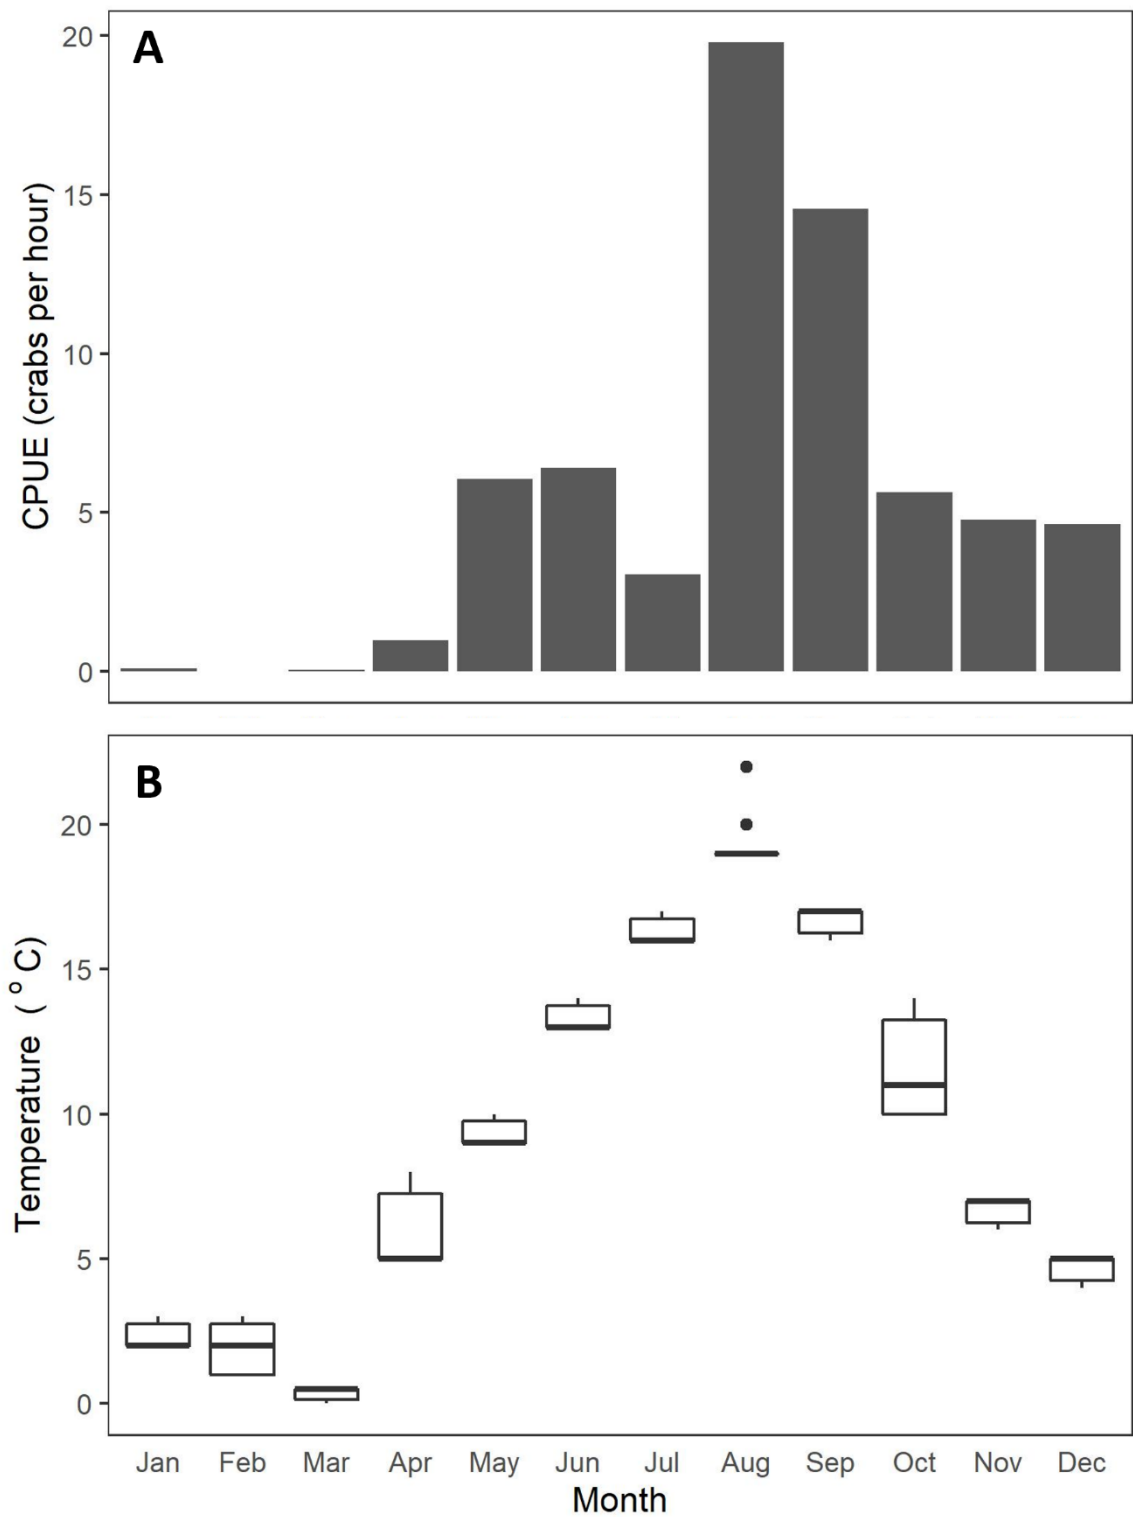 A
CPUE (crabs per hour)
20
15
10
5
0
B
Temperature ( ° C)
20
15
10
5
0
Jan Feb Mar Apr May Jun Jul Aug Sep Oct Nov Dec
Month